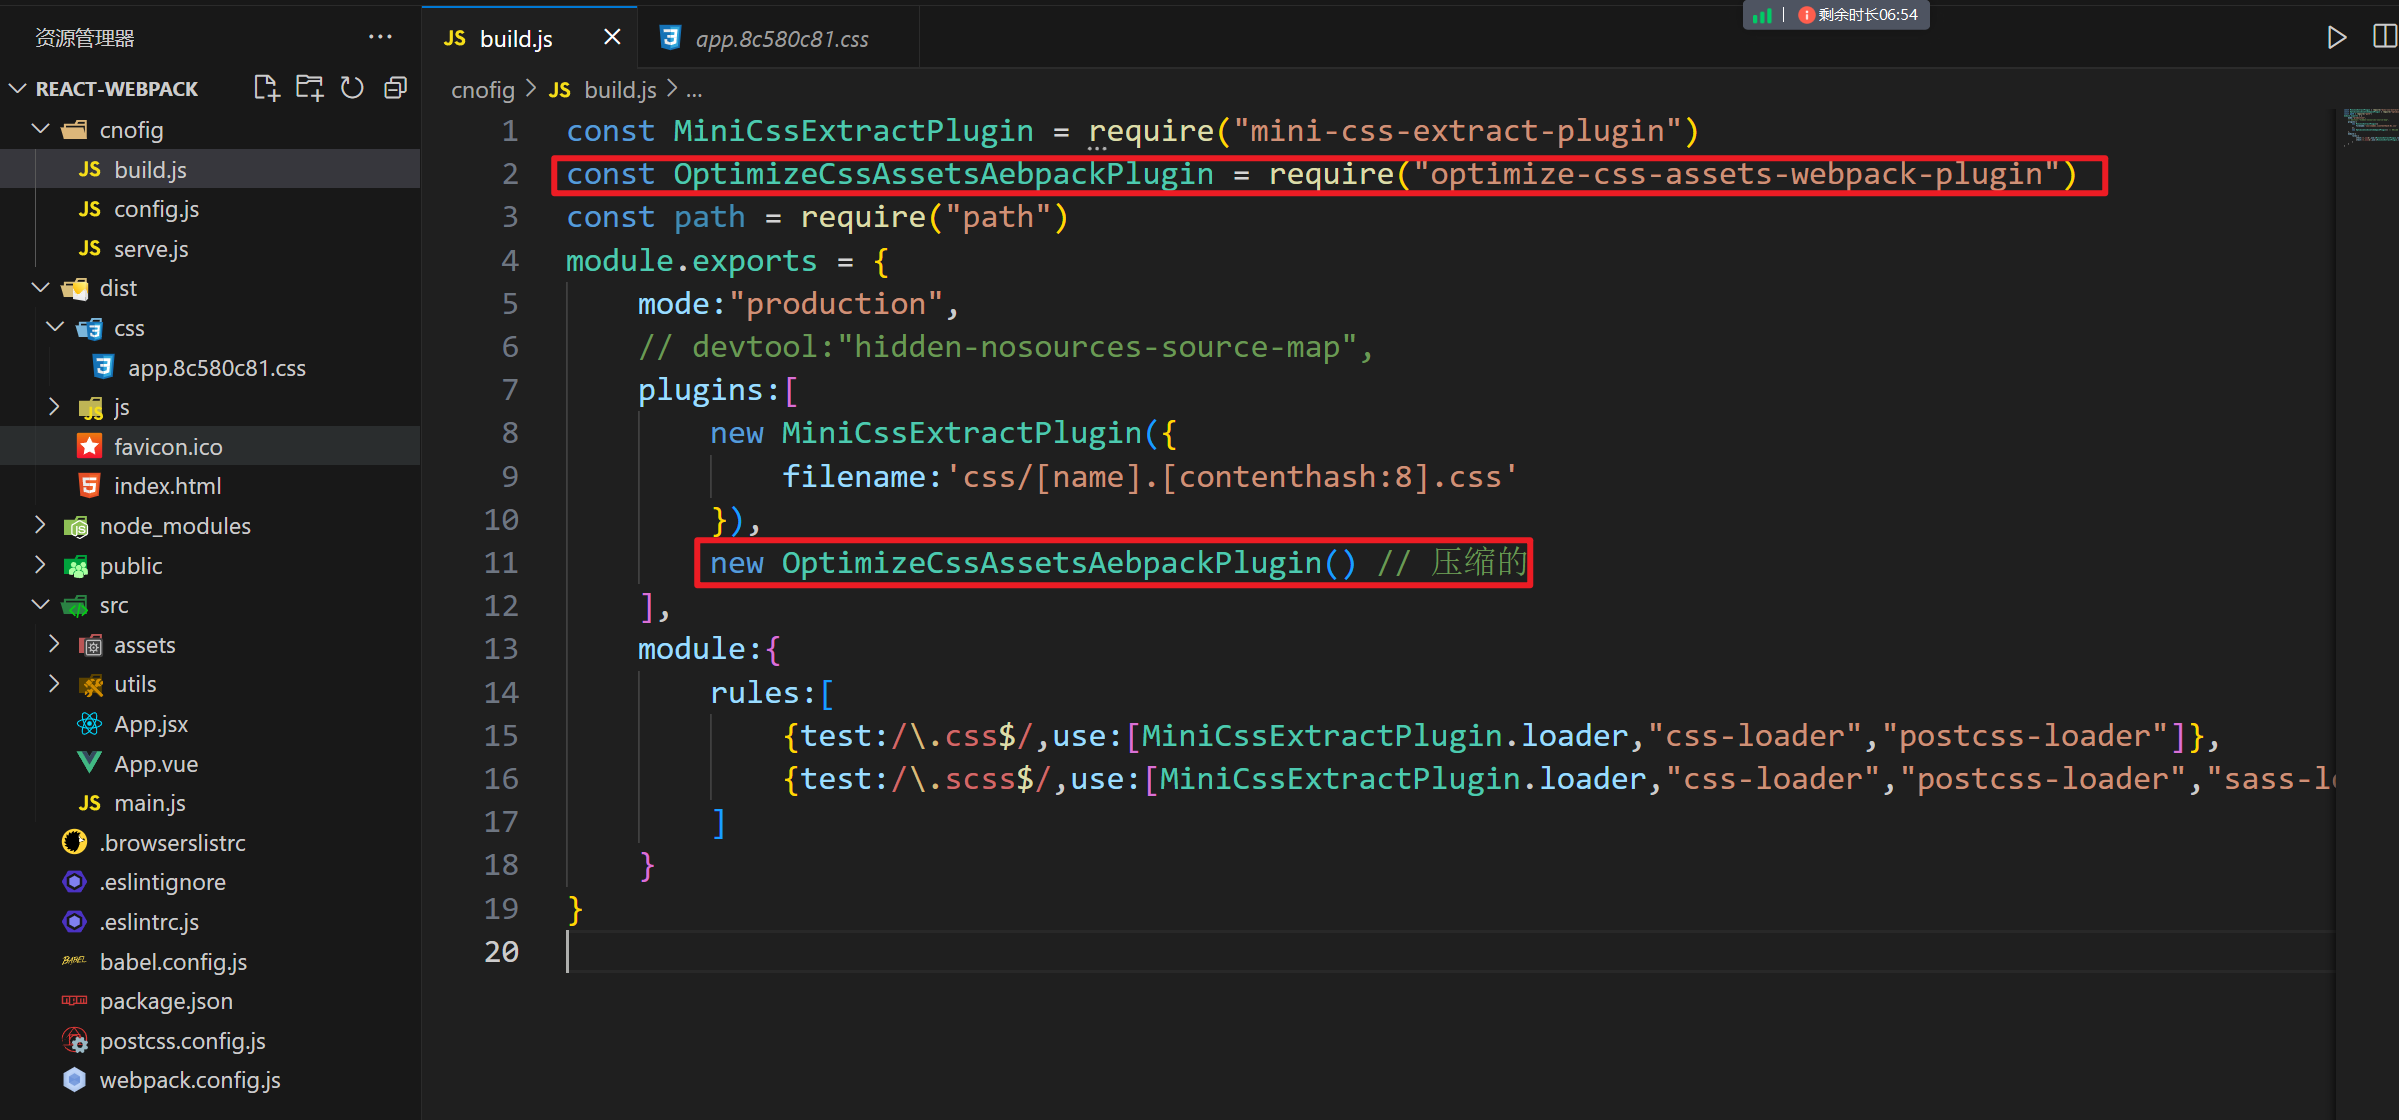 剩余时长06:54
资源管理器
···
REACT-WEBPACK
cnofig
JS build.js
JS config.js
JS serve.js
dist
css
app.8c580c81.css
js
favicon.ico
index.html
node_modules
public
src
assets
utils
App.jsx
App.vue
JS main.js
.browserslistrc
.eslintignore
.eslintrc.js
BABEL babel.config.js
package.json
postcss.config.js
webpack.config.js
JS build.js
app.8c580c81.css
cnofig > JS build.js > ...
1 const MiniCssExtractPlugin = require("mini-css-extract-plugin")
2 const OptimizeCssAssetsAebpackPlugin = require("optimize-css-assets-webpack-plugin")
3 const path = require("path")
4 module.exports = {
5 mode:"production",
6 // devtool:"hidden-nosources-source-map",
7 plugins:[
8 new MiniCssExtractPlugin({
9 filename:'css/[name].[contenthash:8].css'
10 }),
11 new OptimizeCssAssetsAebpackPlugin() // 压缩的
12 ],
13 module:{
14 rules:[
15 {test:/\.css$/,use:[MiniCssExtractPlugin.loader,"css-loader","postcss-loader"]},
16 {test:/\.scss$/,use:[MiniCssExtractPlugin.loader,"css-loader","postcss-loader","sass-l
17 ]
18 }
19 }
20